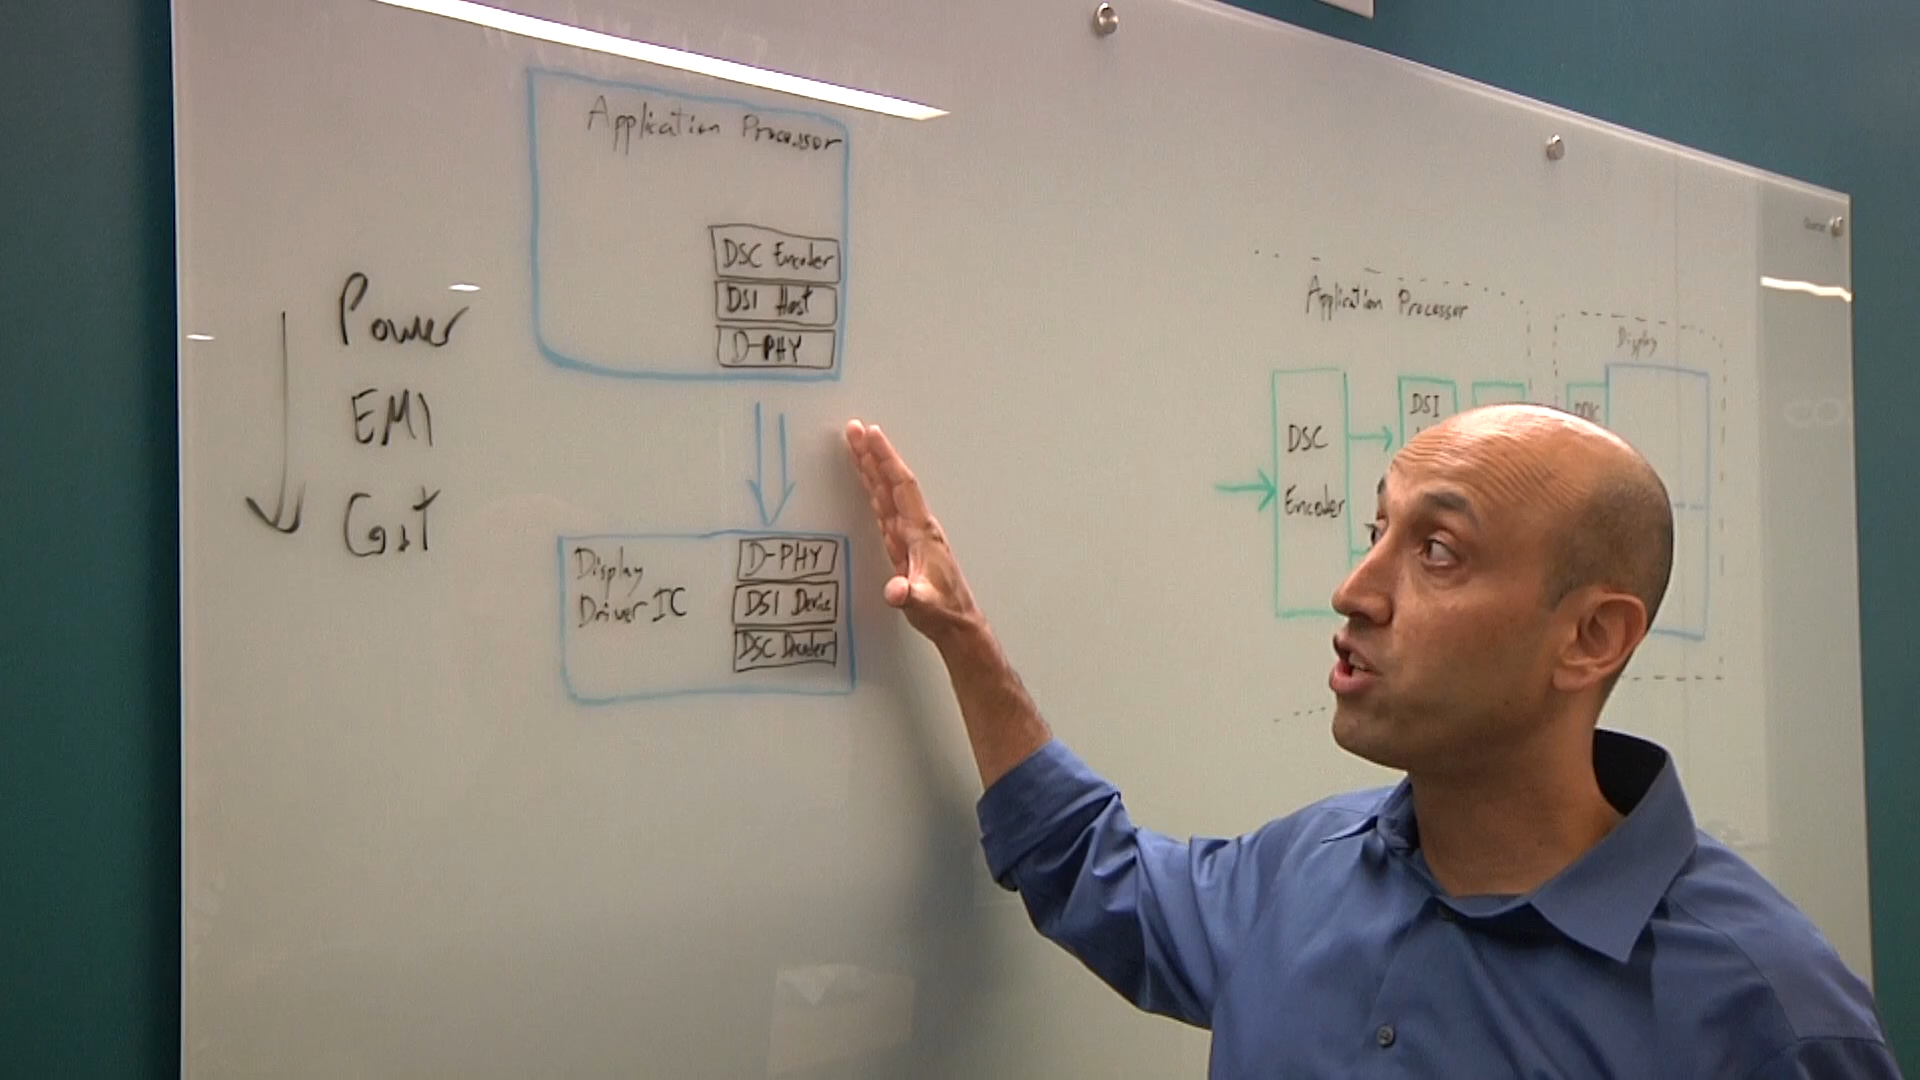 Application Processor
DSC Encoder
DSI Host
D-PHY
Power
EMI
Cost
D-PHY
Display
Driver IC
DSI Device
DSC Decoder
Application Processor
Display
DSI
DDIC
DSC
Encoder